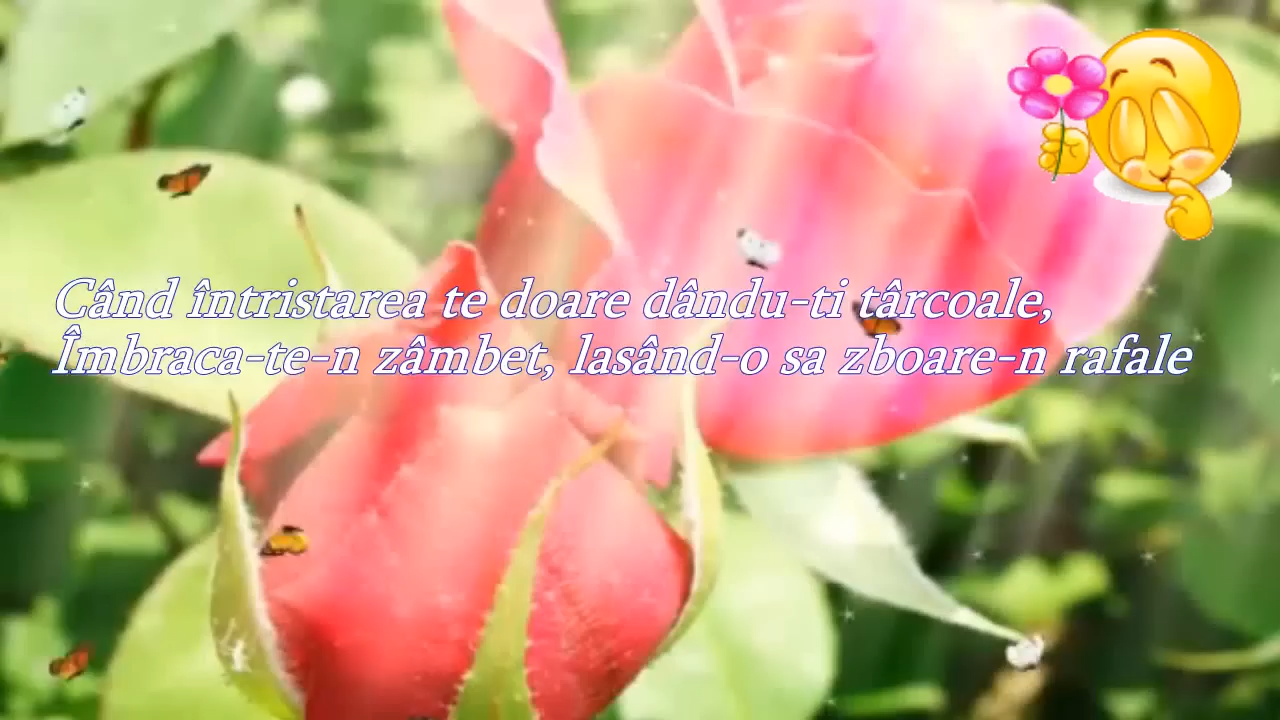 Când întristarea te doare dându-ti târcoale,
Îmbraca-te-n zâmbet, lasând-o sa zboare-n rafale